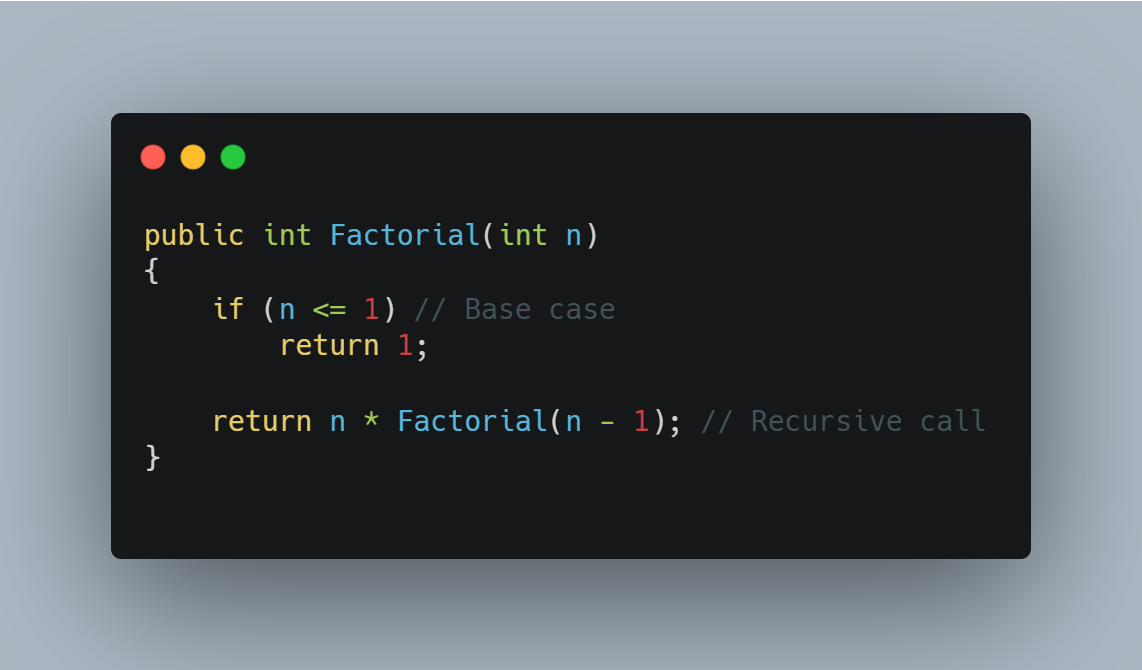 public int Factorial(int n)
{
    if (n <= 1) // Base case
        return 1;

    return n * Factorial(n - 1); // Recursive call
}